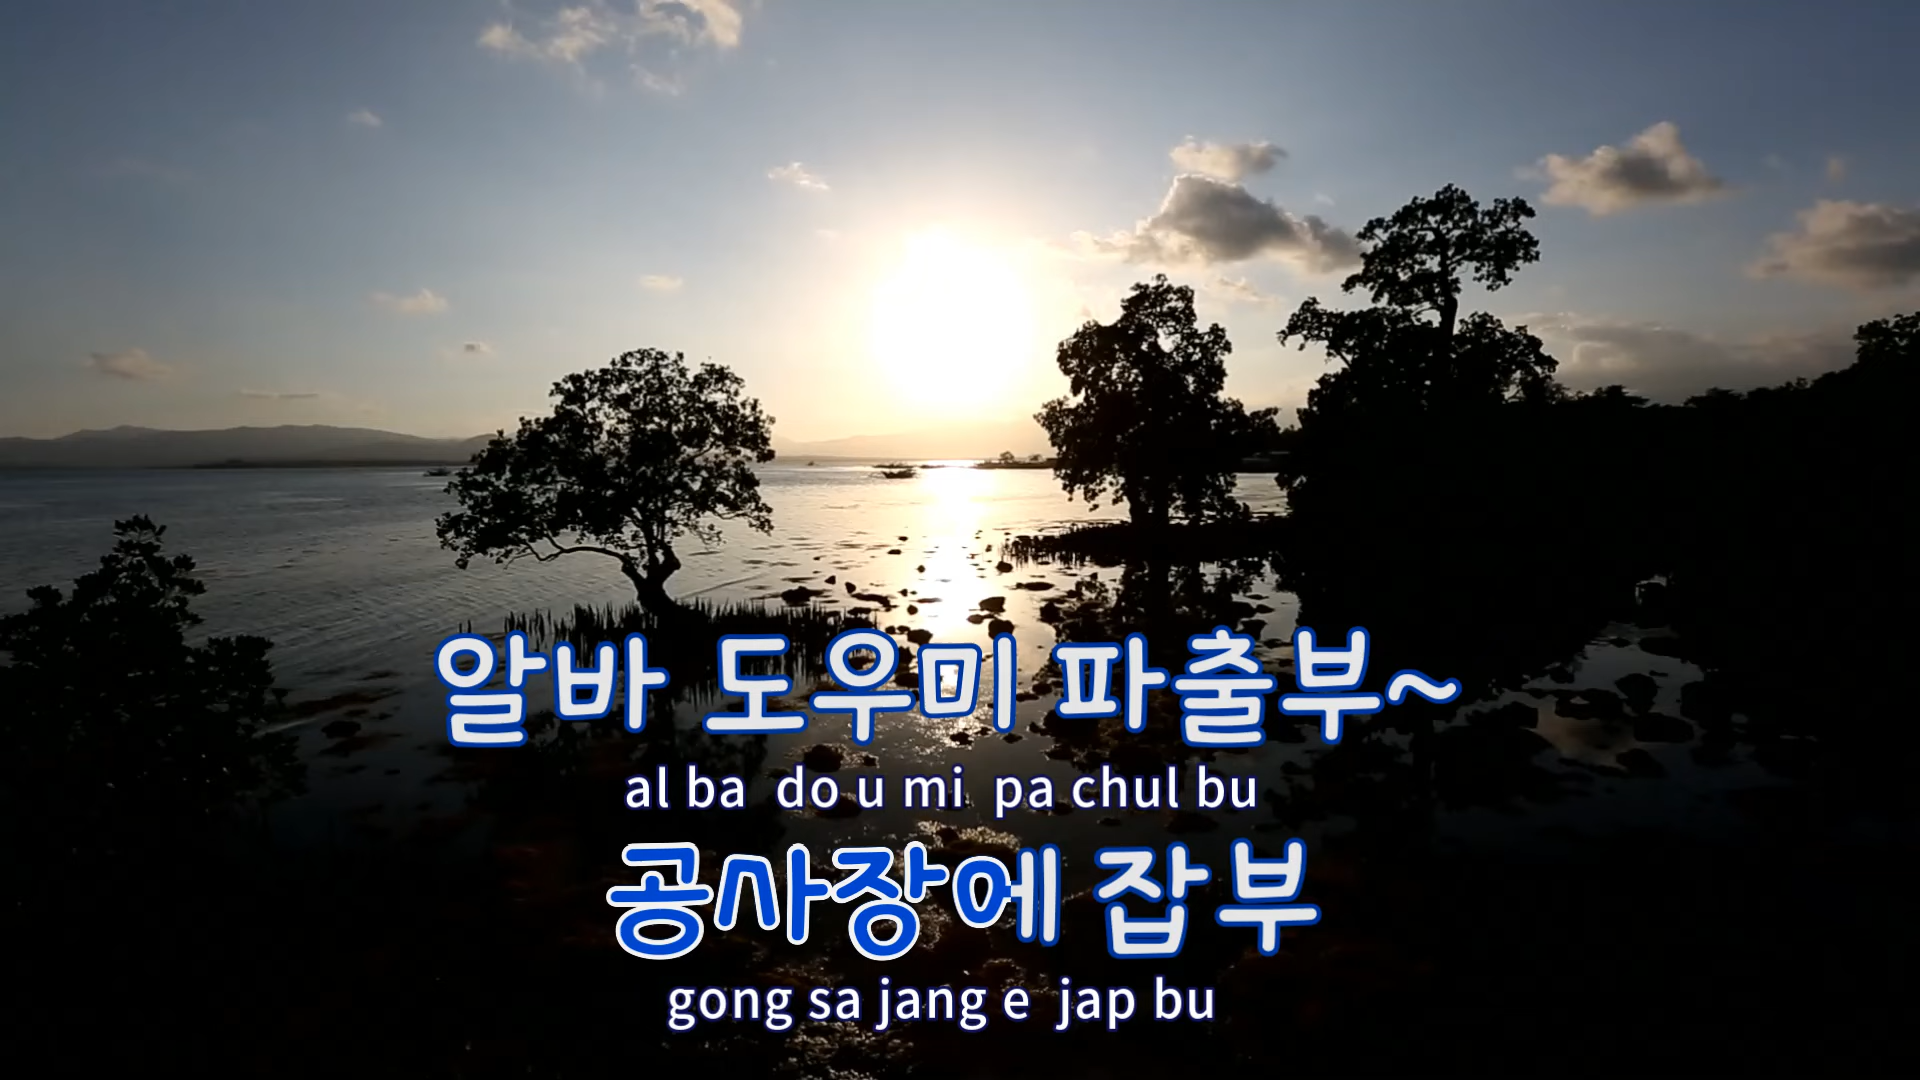 알바 도우미 파출부~
al ba do u mi pa chul bu
공사장에 잡부
gong sa jang e jap bu